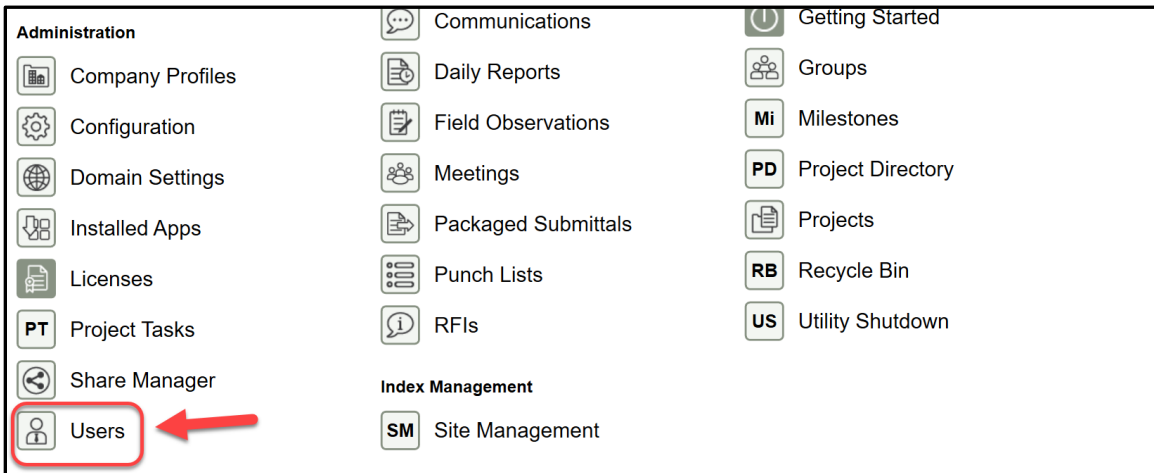 Administration
Company Profiles
Configuration
Domain Settings
Installed Apps
Licenses
PT Project Tasks
Share Manager
Users
Communications
Daily Reports
Field Observations
Meetings
Packaged Submittals
Punch Lists
RFIs
Index Management
SM Site Management
Getting Started
Groups
Mi Milestones
PD Project Directory
Projects
RB Recycle Bin
US Utility Shutdown